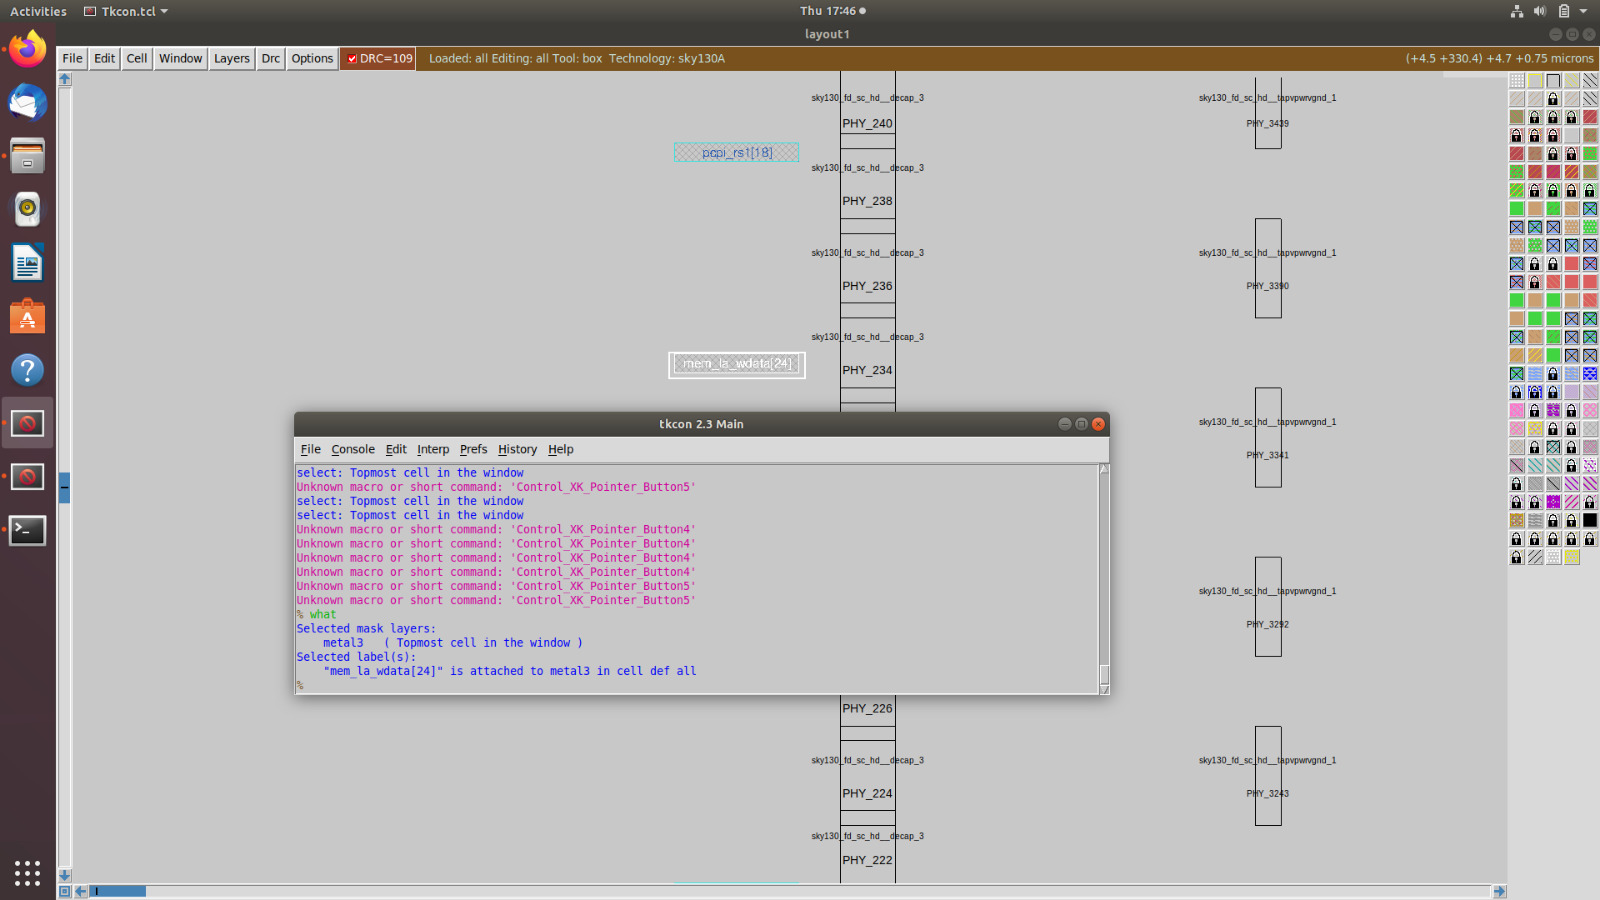 Activities
Tkcon.tcl
Thu 17:46
layout1
File Edit Cell Window Layers Drc Options DRC=109 Loaded: all Editing: all Tool: box Technology: sky130A (+4.5 +330.4) +4.7 +0.75 microns
sky130_fd_sc_hd__decap_3
PHY_240
sky130_fd_sc_hd__tapvpwrvgnd_1
PHY_3439
pcpi_rs1[18]
sky130_fd_sc_hd__decap_3
PHY_238
sky130_fd_sc_hd__decap_3
PHY_236
sky130_fd_sc_hd__tapvpwrvgnd_1
PHY_3390
sky130_fd_sc_hd__decap_3
mem_la_wdata[24]
PHY_234
sky130_fd_sc_hd__tapvpwrvgnd_1
PHY_3341
tkcon 2.3 Main
File Console Edit Interp Prefs History Help
select: Topmost cell in the window
Unknown macro or short command: 'Control_XK_Pointer_Button5'
select: Topmost cell in the window
select: Topmost cell in the window
Unknown macro or short command: 'Control_XK_Pointer_Button4'
Unknown macro or short command: 'Control_XK_Pointer_Button4'
Unknown macro or short command: 'Control_XK_Pointer_Button4'
Unknown macro or short command: 'Control_XK_Pointer_Button4'
Unknown macro or short command: 'Control_XK_Pointer_Button5'
Unknown macro or short command: 'Control_XK_Pointer_Button5'
% what
Selected mask layers:
metal3 ( Topmost cell in the window )
Selected label(s):
"mem_la_wdata[24]" is attached to metal3 in cell def all
%
sky130_fd_sc_hd__tapvpwrvgnd_1
PHY_3292
PHY_226
sky130_fd_sc_hd__decap_3
PHY_224
sky130_fd_sc_hd__tapvpwrvgnd_1
PHY_3243
sky130_fd_sc_hd__decap_3
PHY_222